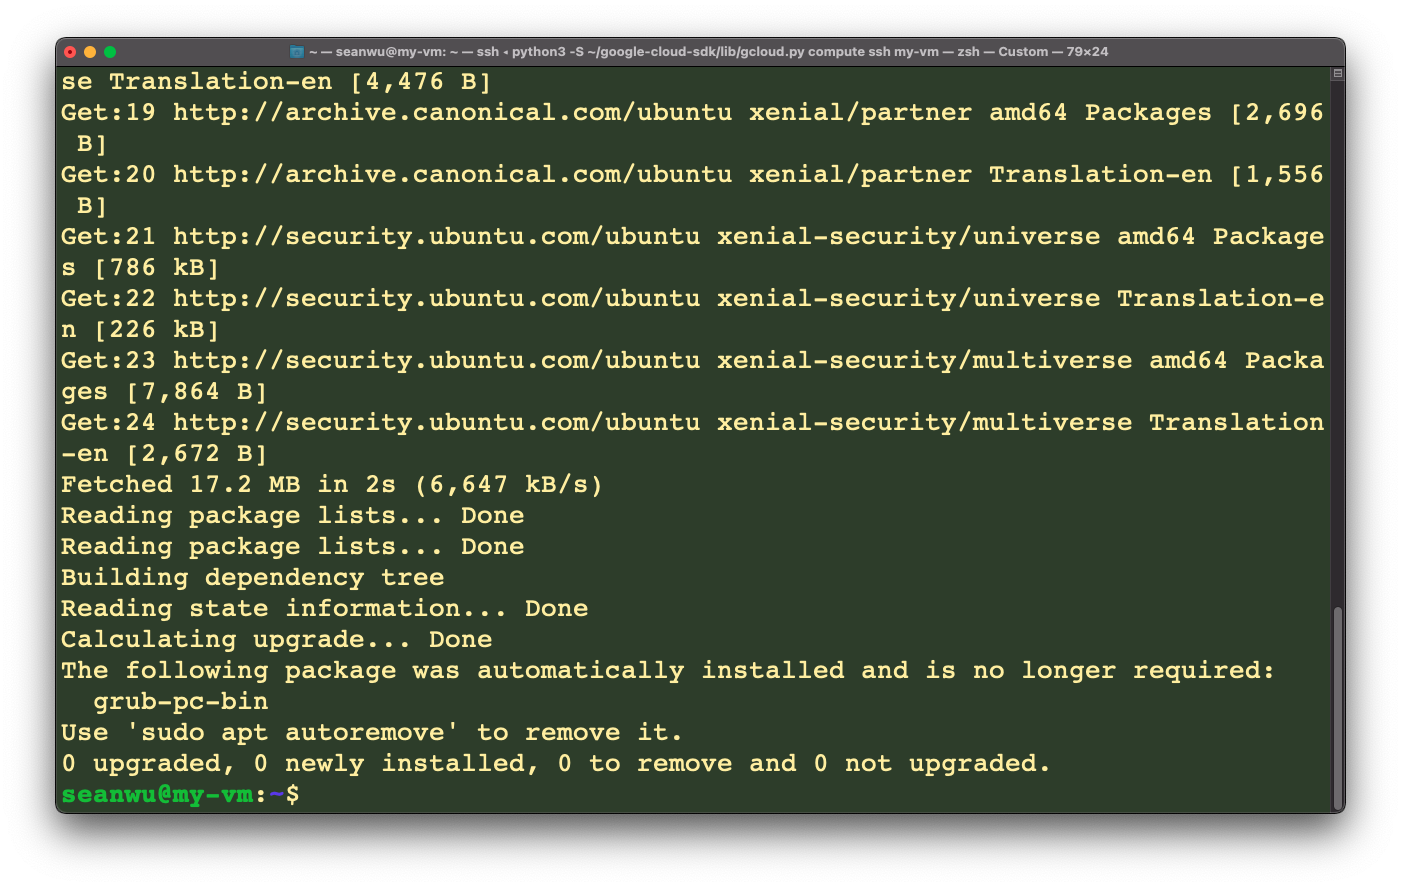 ~ — seanwu@my-vm: ~ — ssh ◂ python3 -S ~/google-cloud-sdk/lib/gcloud.py compute ssh my-vm — zsh — Custom — 79×24
se Translation-en [4,476 B]
Get:19 http://archive.canonical.com/ubuntu xenial/partner amd64 Packages [2,696
 B]
Get:20 http://archive.canonical.com/ubuntu xenial/partner Translation-en [1,556
 B]
Get:21 http://security.ubuntu.com/ubuntu xenial-security/universe amd64 Package
s [786 kB]
Get:22 http://security.ubuntu.com/ubuntu xenial-security/universe Translation-e
n [226 kB]
Get:23 http://security.ubuntu.com/ubuntu xenial-security/multiverse amd64 Packa
ges [7,864 B]
Get:24 http://security.ubuntu.com/ubuntu xenial-security/multiverse Translation
-en [2,672 B]
Fetched 17.2 MB in 2s (6,647 kB/s)
Reading package lists... Done
Reading package lists... Done
Building dependency tree
Reading state information... Done
Calculating upgrade... Done
The following package was automatically installed and is no longer required:
  grub-pc-bin
Use 'sudo apt autoremove' to remove it.
0 upgraded, 0 newly installed, 0 to remove and 0 not upgraded.
seanwu@my-vm:~$